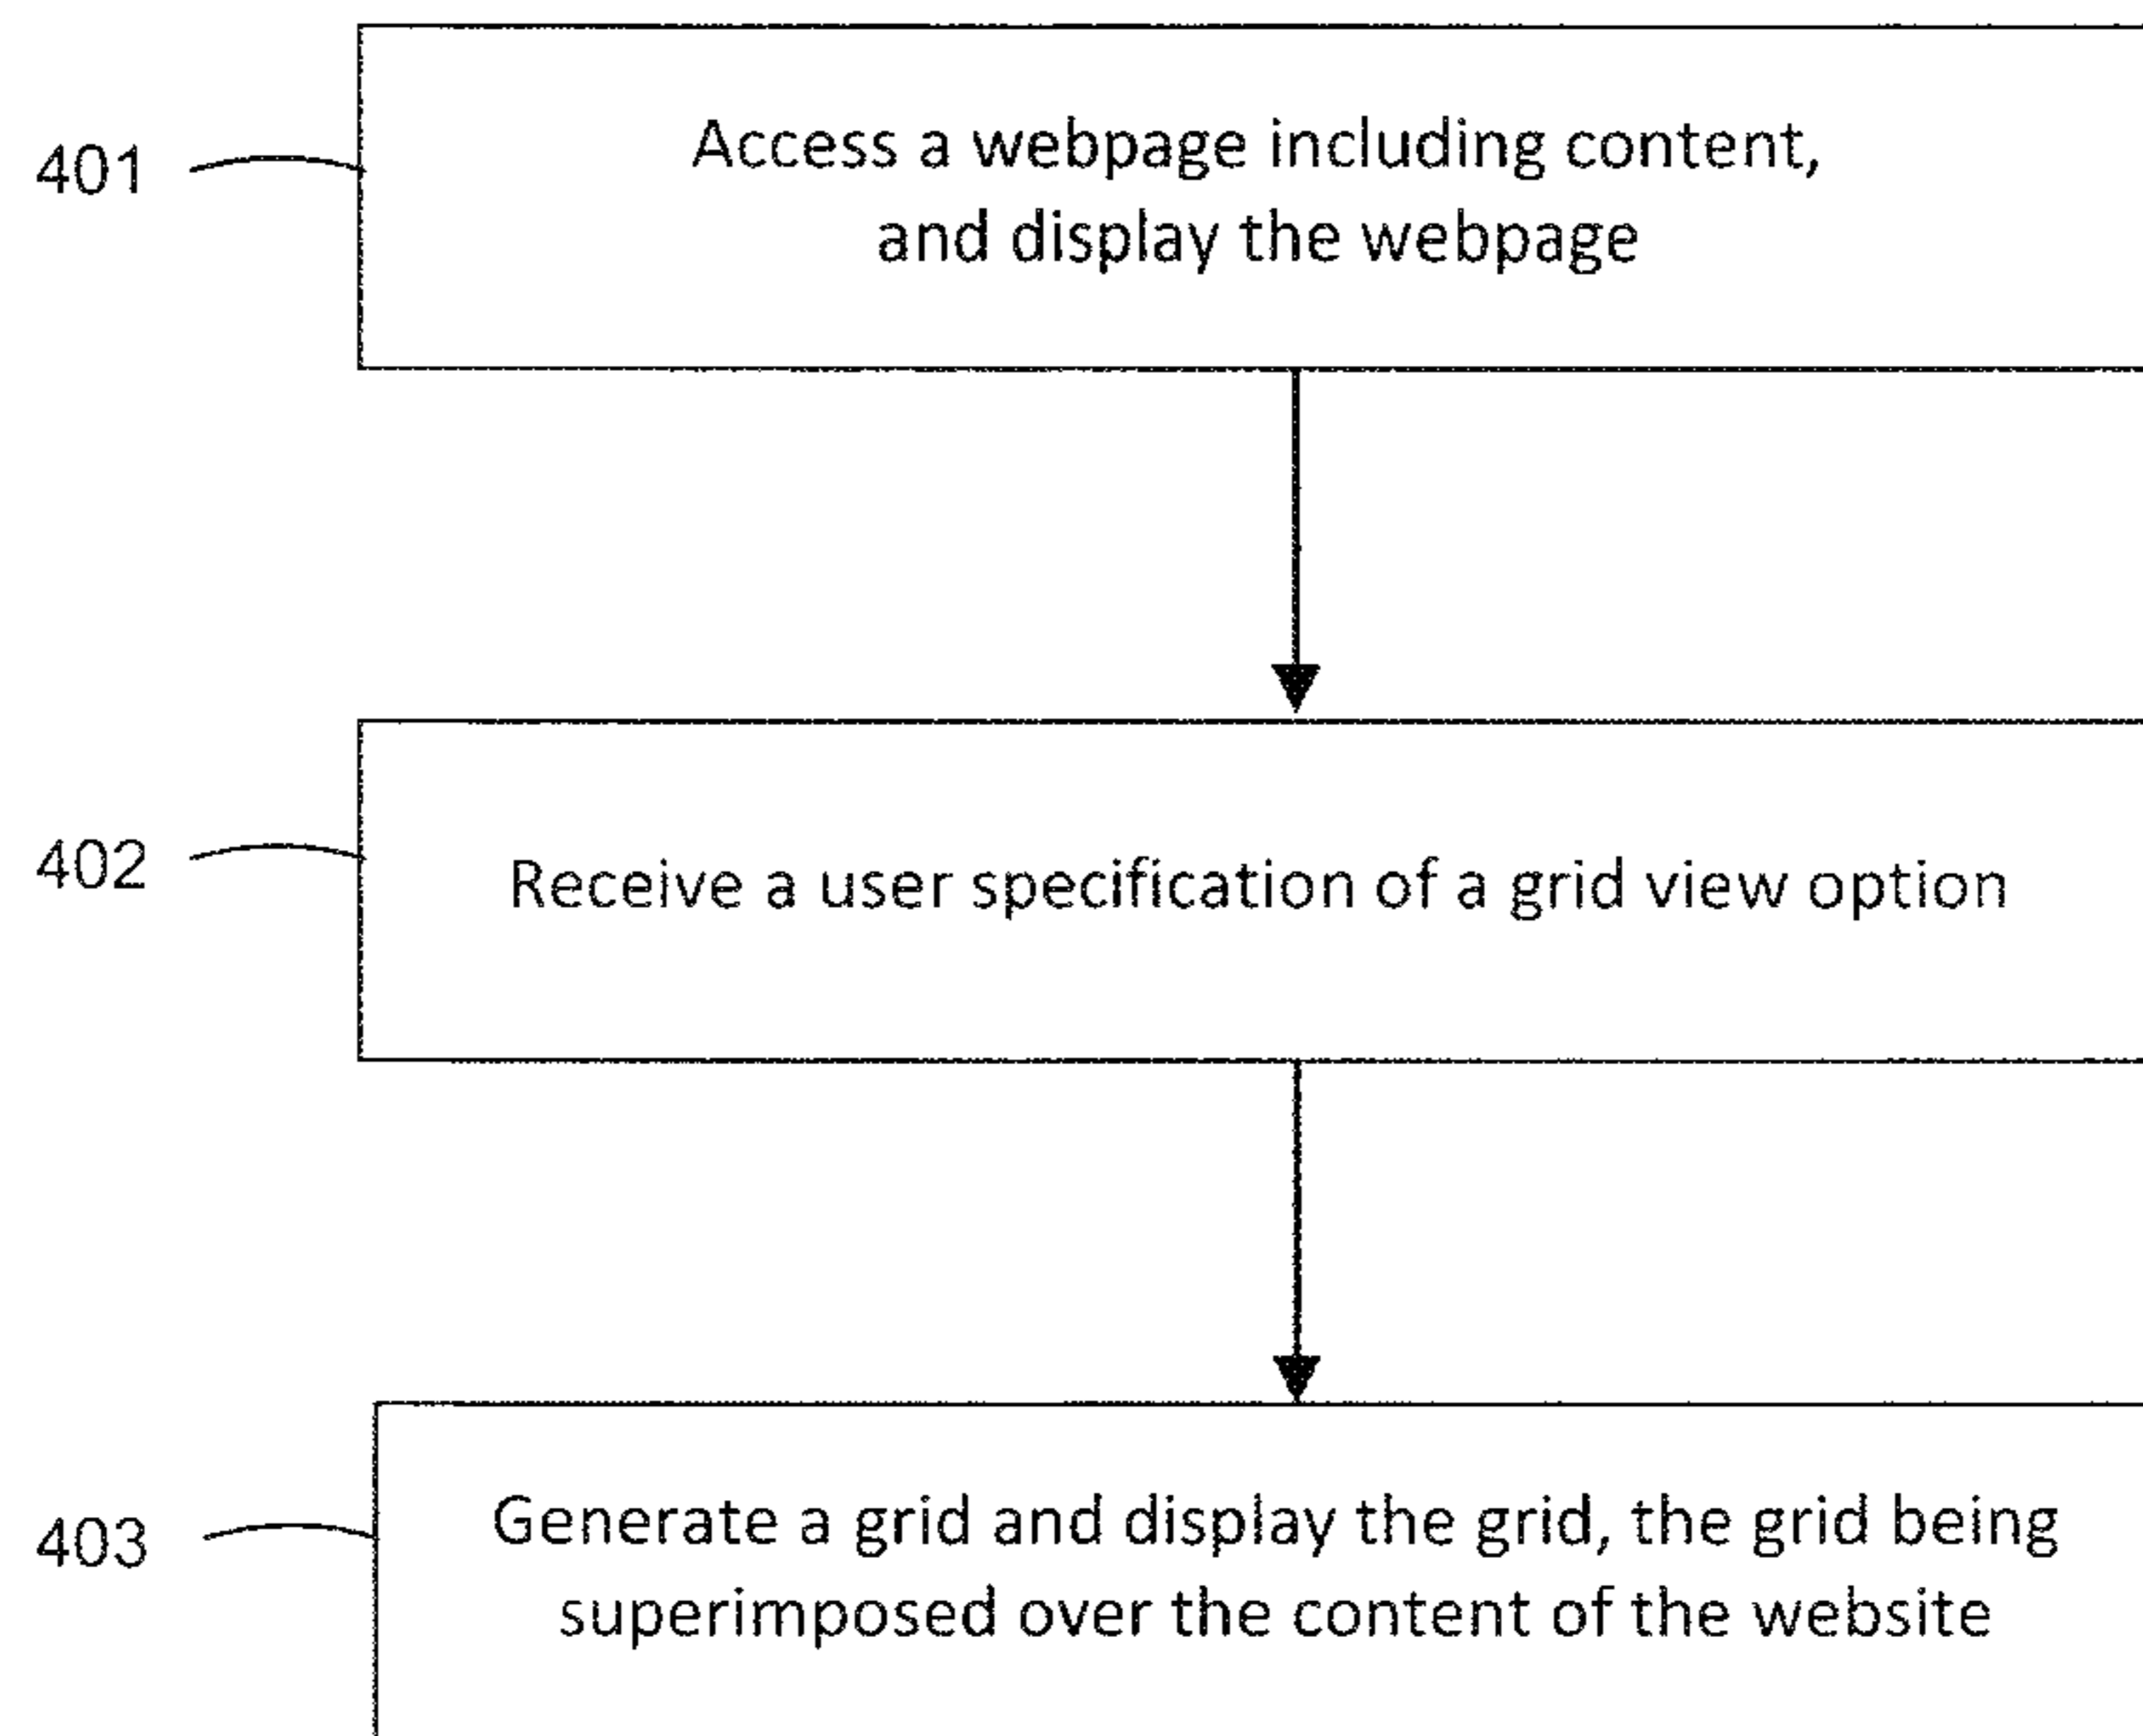 401
Access a webpage including content,
and display the webpage
402
Receive a user specification of a grid view option
403
Generate a grid and display the grid, the grid being
superimposed over the content of the website